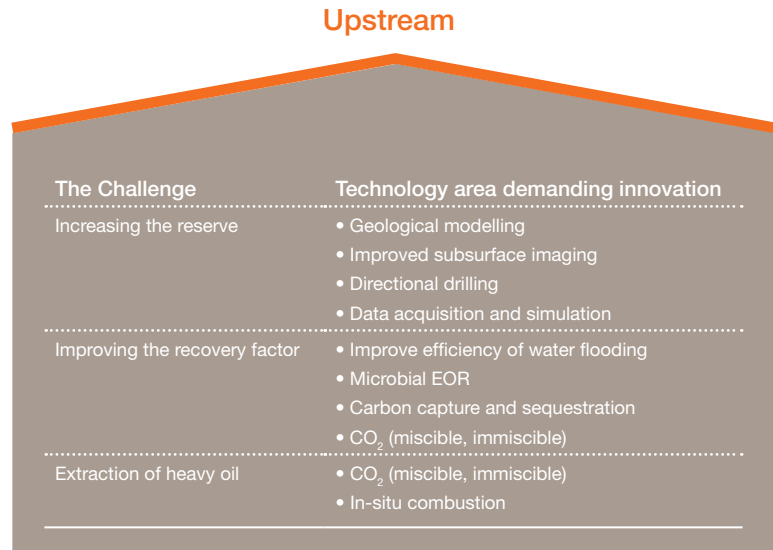 Upstream
The Challenge Technology area demanding innovation
Increasing the reserve • Geological modelling
• Improved subsurface imaging
• Directional drilling
• Data acquisition and simulation
Improving the recovery factor • Improve efficiency of water flooding
• Microbial EOR
• Carbon capture and sequestration
• CO₂ (miscible, immiscible)
Extraction of heavy oil • CO₂ (miscible, immiscible)
• In-situ combustion